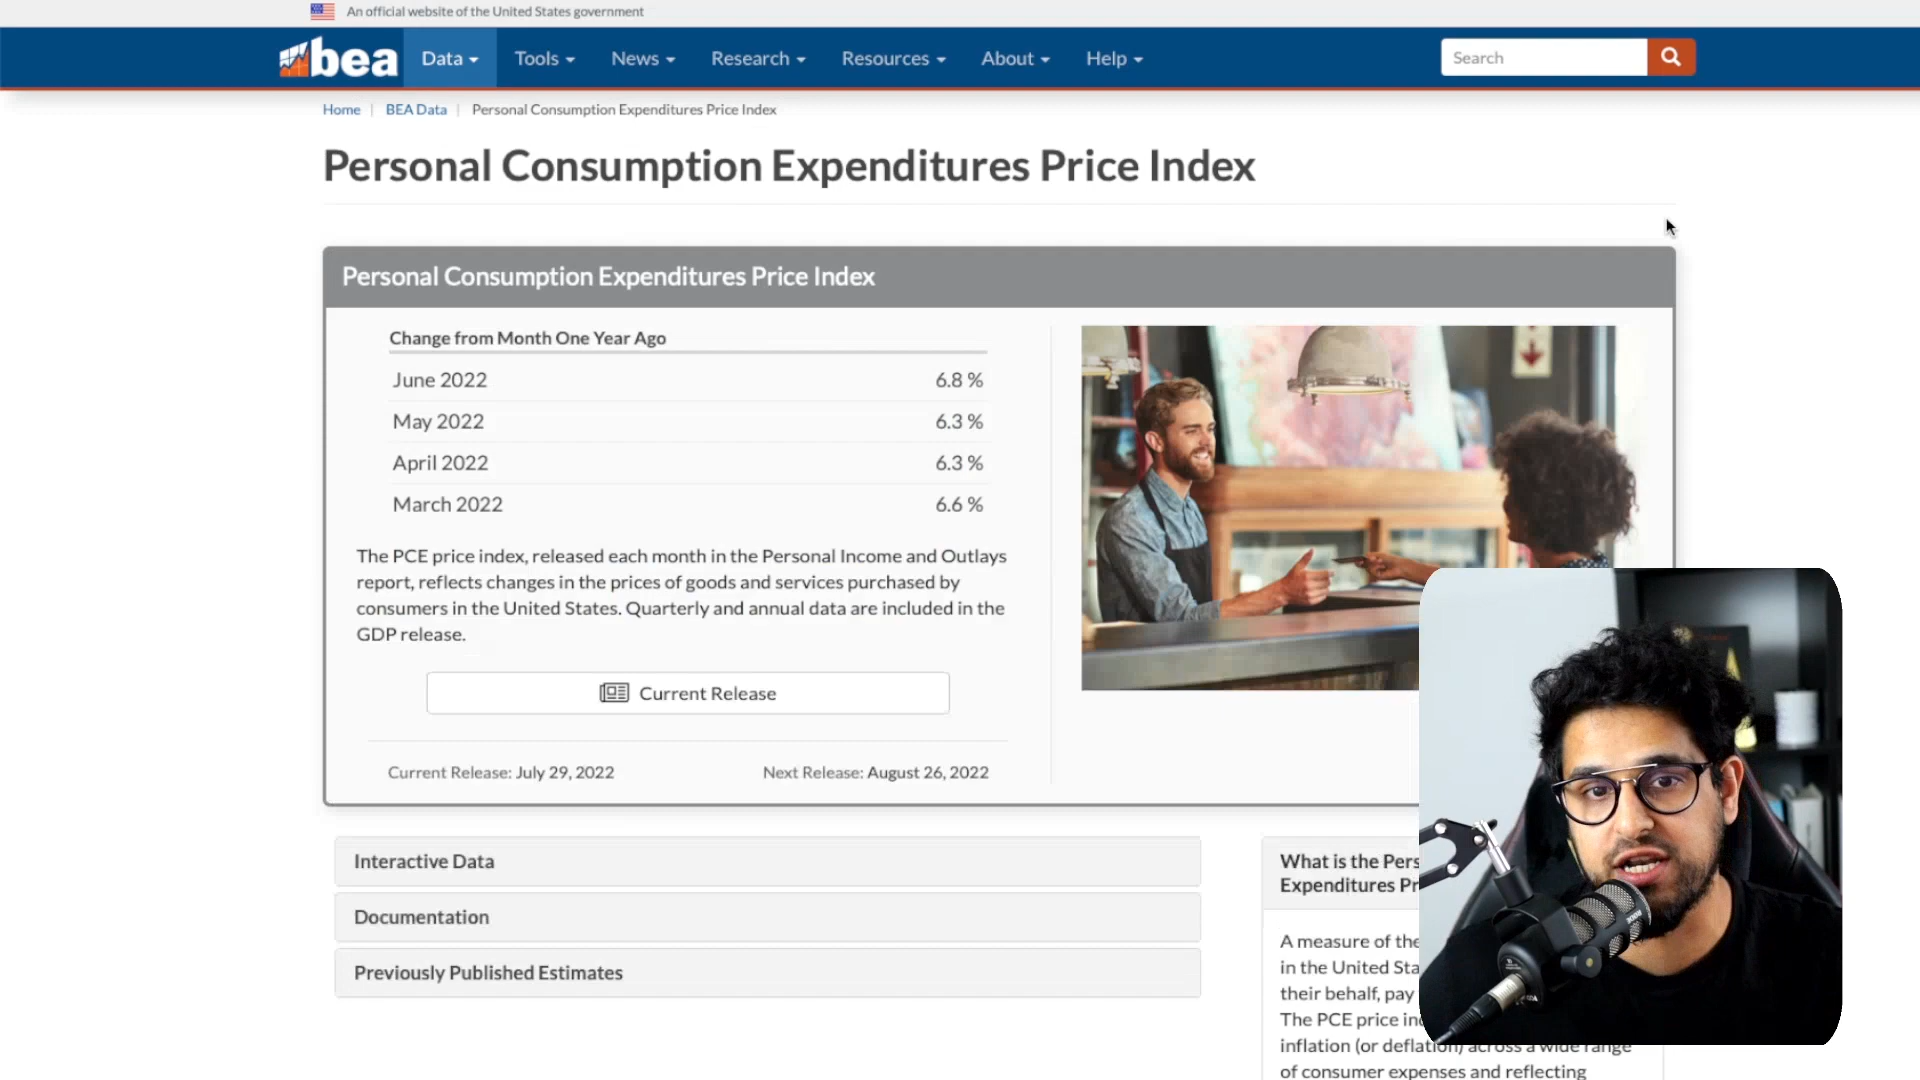 An official website of the United States government
bea Data Tools News Research Resources About Help Search
Home | BEA Data | Personal Consumption Expenditures Price Index
Personal Consumption Expenditures Price Index
Personal Consumption Expenditures Price Index
Change from Month One Year Ago
June 2022 6.8 %
May 2022 6.3 %
April 2022 6.3 %
March 2022 6.6 %
The PCE price index, released each month in the Personal Income and Outlays
report, reflects changes in the prices of goods and services purchased by
consumers in the United States. Quarterly and annual data are included in the
GDP release.
Current Release
Current Release: July 29, 2022 Next Release: August 26, 2022
Interactive Data
Documentation
Previously Published Estimates
What is the Pers
Expenditures Pr
A measure of the
in the United Sta
their behalf, pay
The PCE price ind
inflation (or deflation) across a wide range
of consumer expenses and reflecting